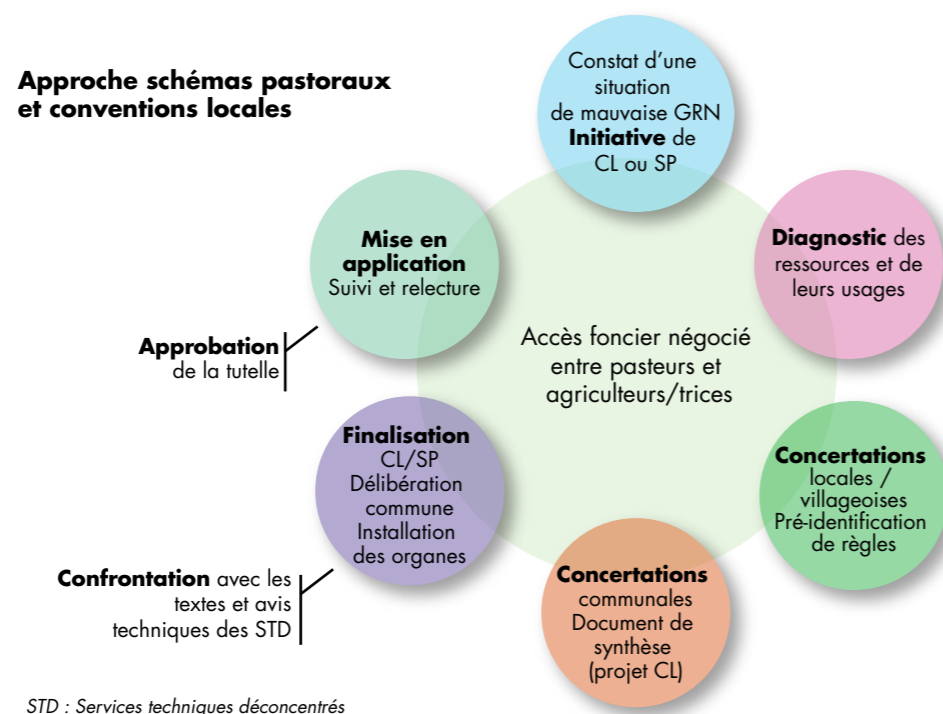 Approche schémas pastoraux
et conventions locales
Constat d’une
situation
de mauvaise GRN
Initiative de
CL ou SP
Diagnostic des
ressources et de
leurs usages
Concertations
locales /
villageoises
Pré-identification
de règles
Concertations
communales
Document de
synthèse
(projet CL)
Confrontation avec les
textes et avis
techniques des STD
Finalisation
CL/SP
Délibération
commune
Installation
des organes
Approbation
de la tutelle
Mise en
application
Suivi et relecture
Accès foncier négocié
entre pasteurs et
agriculteurs/trices
STD : Services techniques déconcentrés